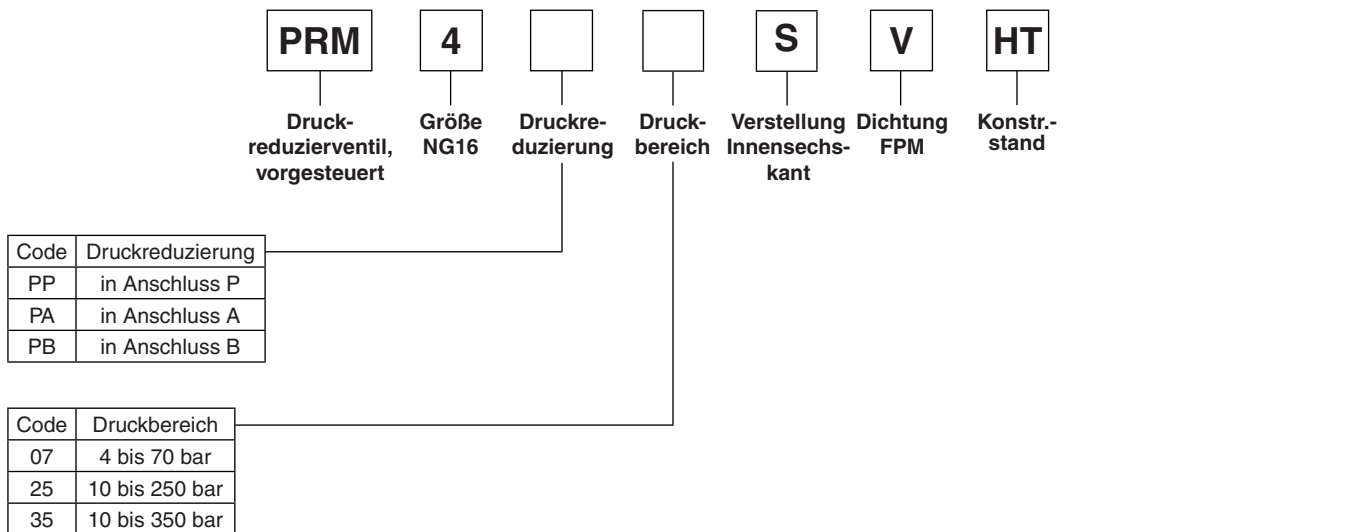 PRM 4 S V HT
Druck-
reduzierventil,
vorgesteuert
Größe
NG16
Druckre-
duzierung
Druck-
bereich
Verstellung
Innensechs-
kant
Dichtung
FPM
Konstr.-
stand
Code Druckreduzierung
PP in Anschluss P
PA in Anschluss A
PB in Anschluss B
Code Druckbereich
07 4 bis 70 bar
25 10 bis 250 bar
35 10 bis 350 bar